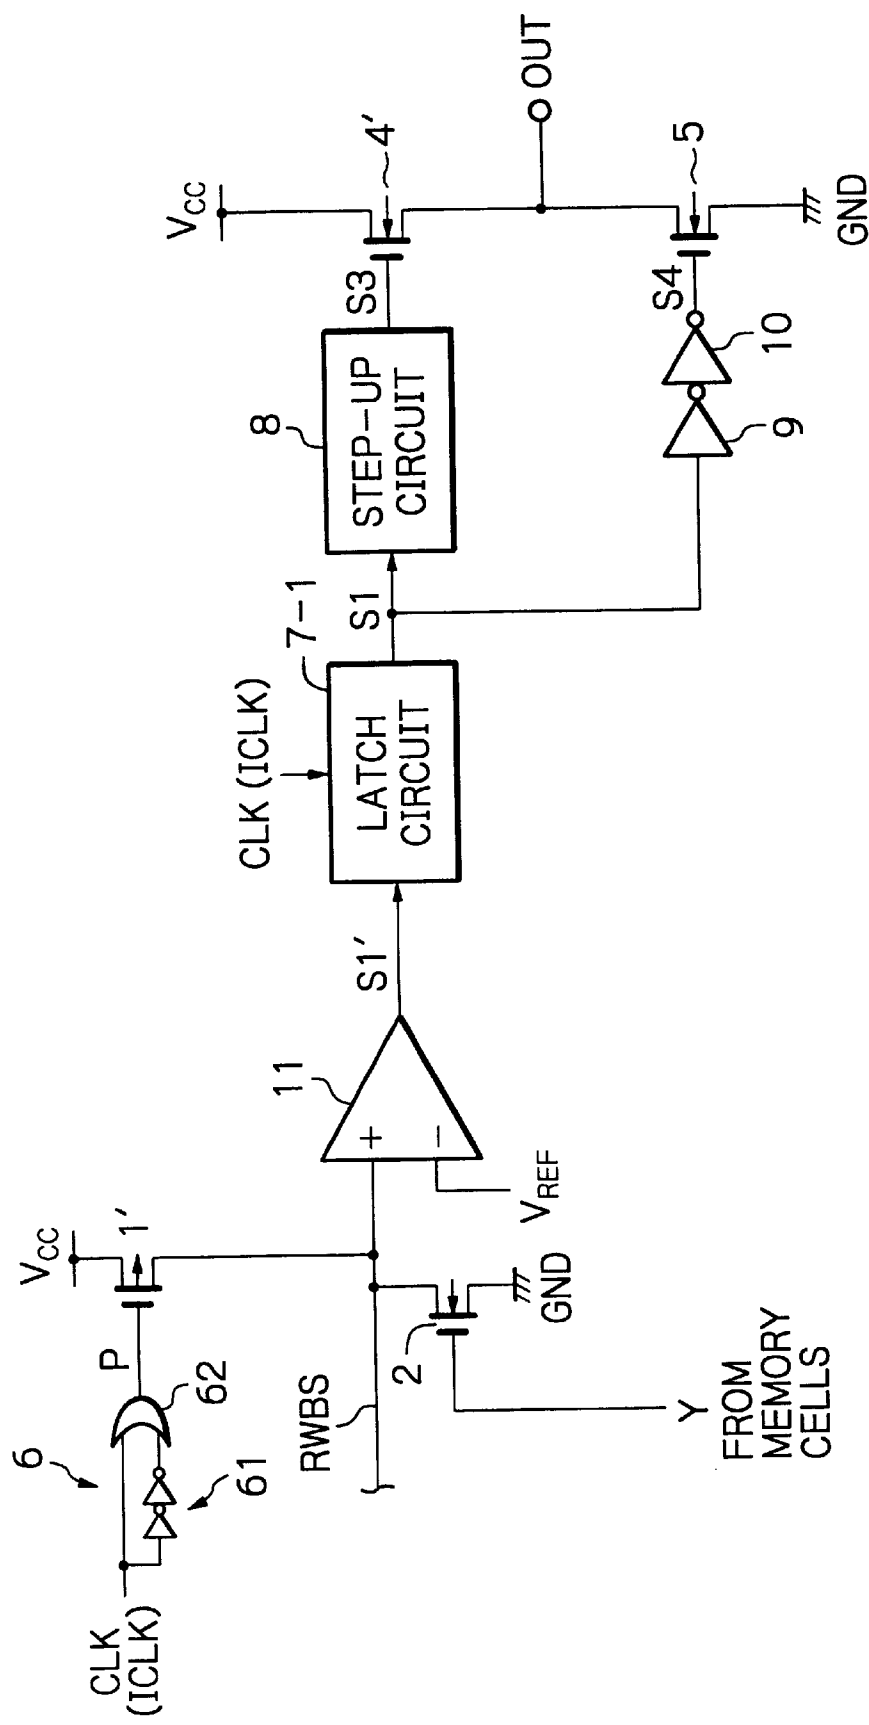 CLK
(ICLK)
6
61
62
P
V_CC
1'
RWBS
2
GND
Y
FROM
MEMORY
CELLS
11
+
−
V_REF
S1'
CLK (ICLK)
7-1
LATCH
CIRCUIT
S1
8
STEP-UP
CIRCUIT
S3
9
10
S4
V_CC
4'
OUT
5
GND